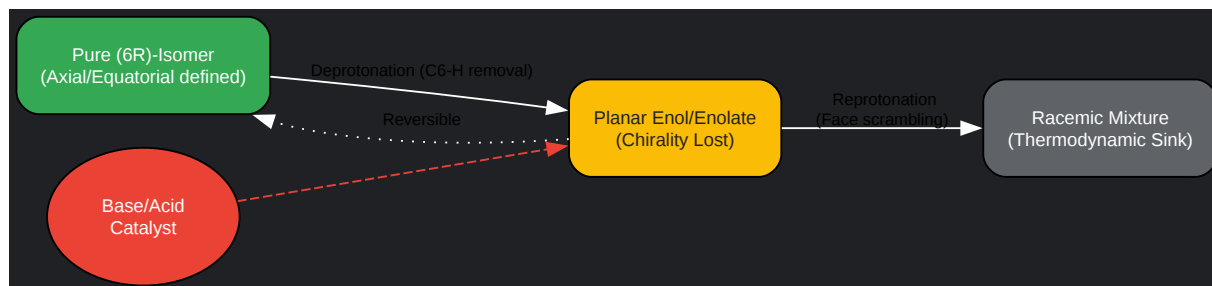 Pure (6R)-Isomer
(Axial/Equatorial defined)
Deprotonation (C6-H removal)
Reversible
Base/Acid
Catalyst
Planar Enol/Enolate
(Chirality Lost)
Reprotonation
(Face scrambling)
Racemic Mixture
(Thermodynamic Sink)